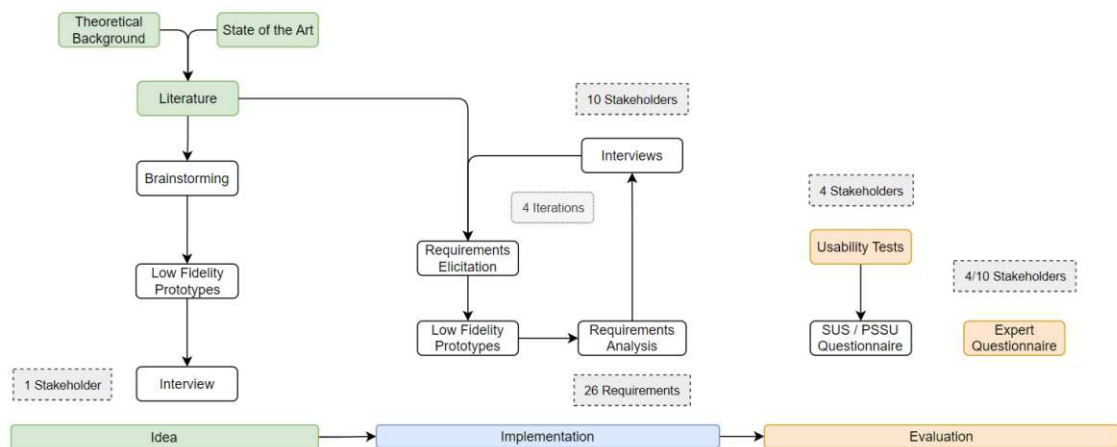 Theoretical
Background
State of the Art
Literature
10 Stakeholders
Interviews
Brainstorming
4 Iterations
4 Stakeholders
Requirements
Elicitation
Usability Tests
Low Fidelity
Prototypes
4/10 Stakeholders
Low Fidelity
Prototypes
Requirements
Analysis
SUS / PSSU
Questionnaire
Expert
Questionnaire
1 Stakeholder
Interview
26 Requirements
Idea
Implementation
Evaluation